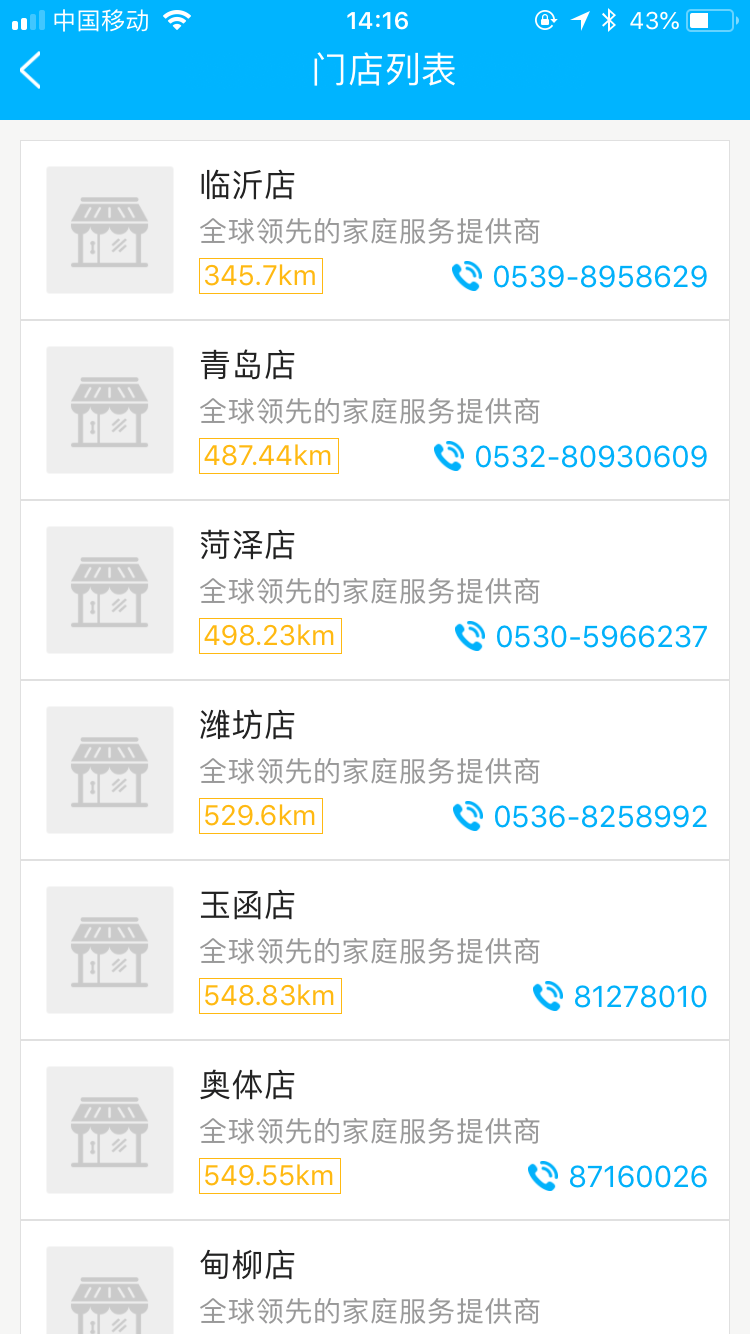 中国移动 14:16 43%
门店列表
临沂店
全球领先的家庭服务提供商
345.7km 0539-8958629
青岛店
全球领先的家庭服务提供商
487.44km 0532-80930609
菏泽店
全球领先的家庭服务提供商
498.23km 0530-5966237
潍坊店
全球领先的家庭服务提供商
529.6km 0536-8258992
玉函店
全球领先的家庭服务提供商
548.83km 81278010
奥体店
全球领先的家庭服务提供商
549.55km 87160026
甸柳店
全球领先的家庭服务提供商